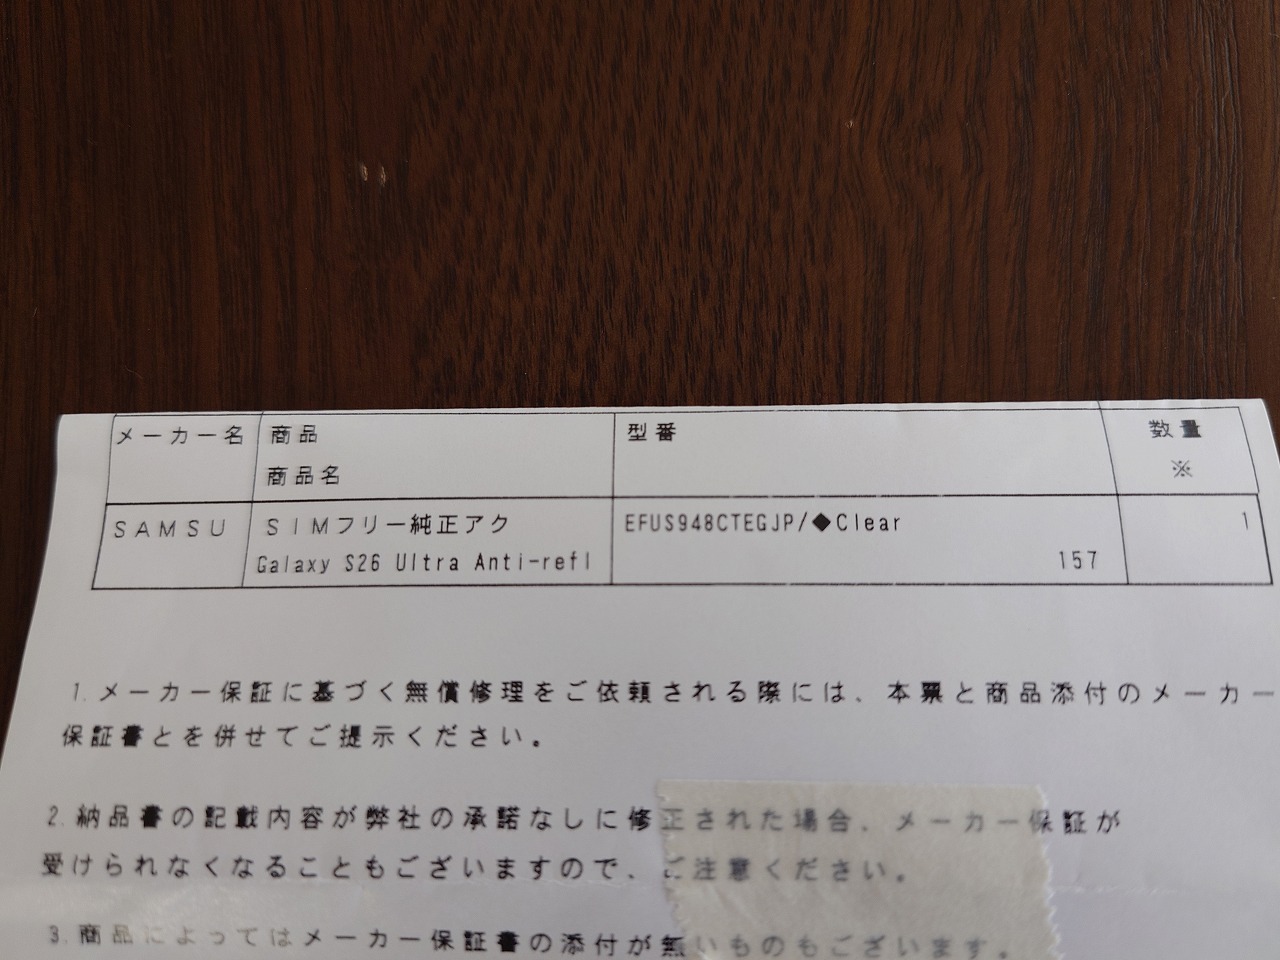 メーカー名 商品 型番 数量
商品名 ※
SAMSU SIMフリー純正アク EFUS948CTEGJP/◆Clear 1
Galaxy S26 Ultra Anti-refl 157
1.メーカー保証に基づく無償修理をご依頼される際には、本票と商品添付のメーカー
保証書とを併せてご提示ください。
2.納品書の記載内容が弊社の承諾なしに修正された場合、メーカー保証が
受けられなくなることもございますので、ご注意ください。
3.商品によってはメーカー保証書の添付が無いものもございます。